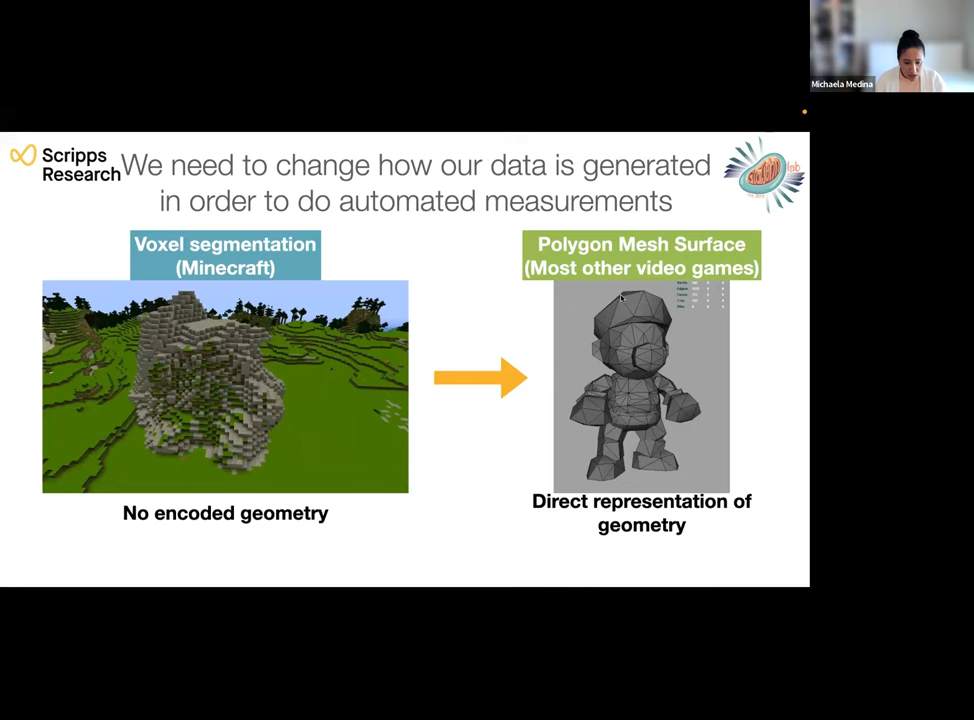 Michaela Medina
Scripps
Research
We need to change how our data is generated
in order to do automated measurements
lab
Voxel segmentation
(Minecraft)
Polygon Mesh Surface
(Most other video games)
No encoded geometry
Direct representation of
geometry